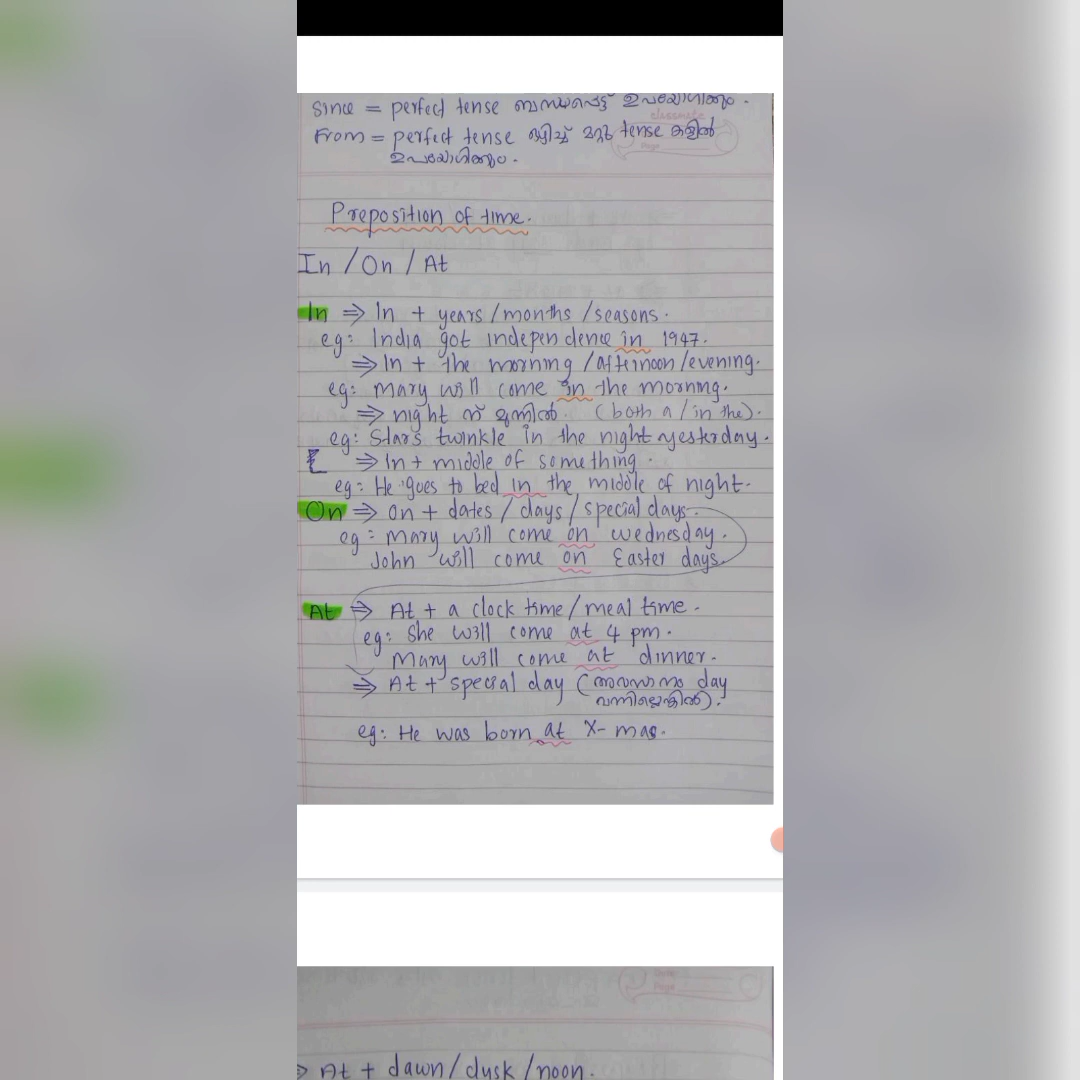 Since = perfect tense ബന്ധപ്പെട്ട് ഉപയോഗിക്കും.
classmate
From = perfect tense ഒഴിച്ച് മറ്റു tense കളിൽ
Page
ഉപയോഗിക്കും.
Preposition of time.
In / On / At
In ⇒ In + years/months /seasons.
eg: India got independence in 1947.
⇒ In + the morning /afternoon/evening.
eg: Mary will come in the morning.
⇒ night ന് മുന്നിൽ. (both a/in the).
eg: Stars twinkle in the night yesterday.
⇒ In + middle of something.
eg: He goes to bed in the middle of night.
On ⇒ on + dates / days / special days.
eg: Mary will come on wednesday.
John will come on Easter days.
At ⇒ At + a clock time/meal time.
eg: She will come at 4 pm.
Mary will come at dinner.
⇒ At + special day (അവസാനം day
വന്നില്ലെങ്കിൽ).
eg: He was born at X-mas.
Page
⇒ At + dawn/dusk/noon.